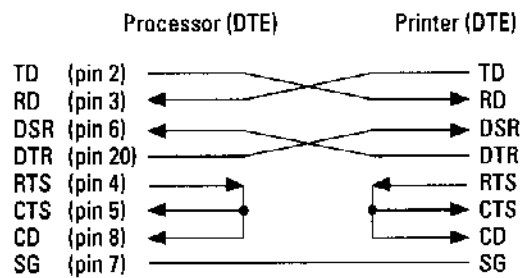 Processor (DTE) Printer (DTE)
TD (pin 2) TD
RD (pin 3) RD
DSR (pin 6) DSR
DTR (pin 20) DTR
RTS (pin 4) RTS
CTS (pin 5) CTS
CD (pin 8) CD
SG (pin 7) SG